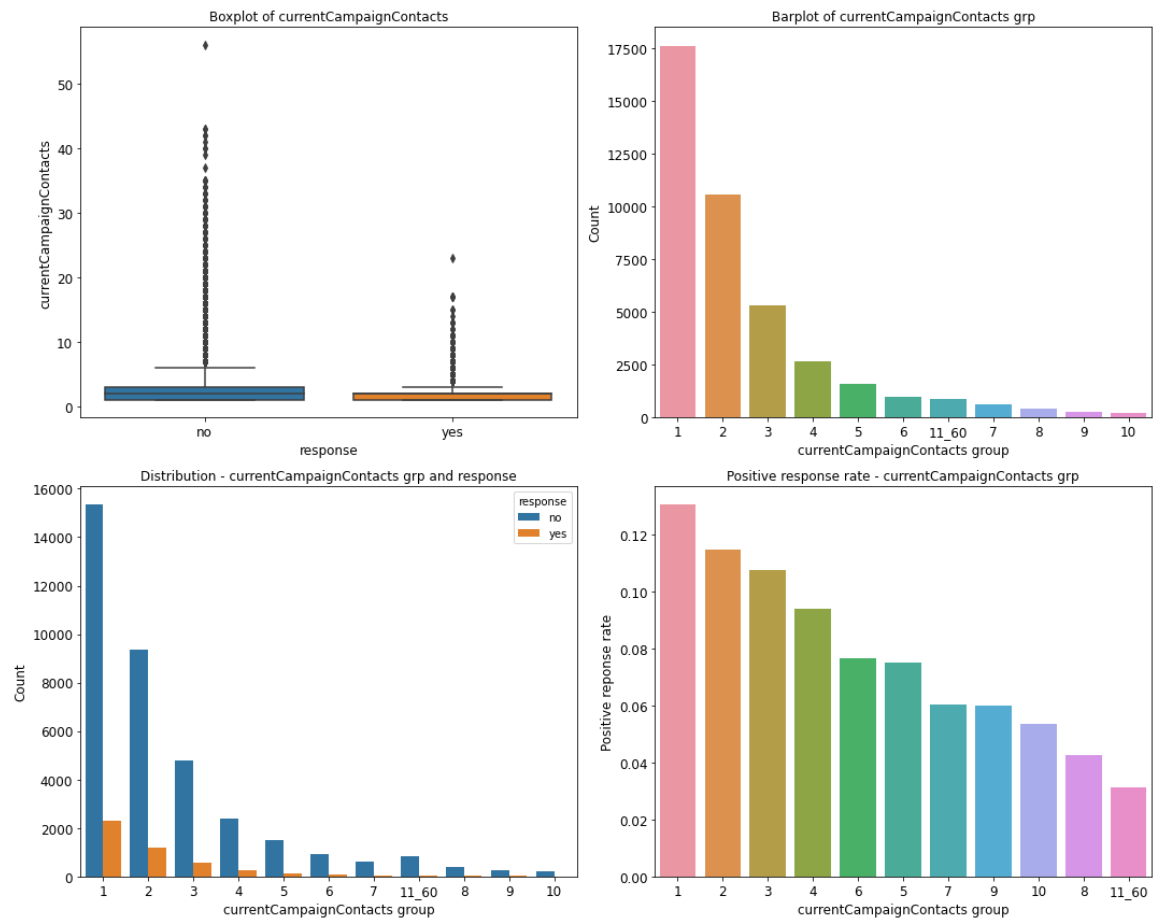 Boxplot of currentCampaignContacts
50
40
30
20
10
0
currentCampaignContacts
no yes
response
Barplot of currentCampaignContacts grp
17500
15000
12500
10000
7500
5000
2500
0
Count
1 2 3 4 5 6 11_60 7 8 9 10
currentCampaignContacts group
Distribution - currentCampaignContacts grp and response
response
no
yes
16000
14000
12000
10000
8000
6000
4000
2000
0
Count
1 2 3 4 5 6 7 11_60 8 9 10
currentCampaignContacts group
Positive response rate - currentCampaignContacts grp
0.12
0.10
0.08
0.06
0.04
0.02
0.00
Positive reponse rate
1 2 3 4 6 5 7 9 10 8 11_60
currentCampaignContacts group